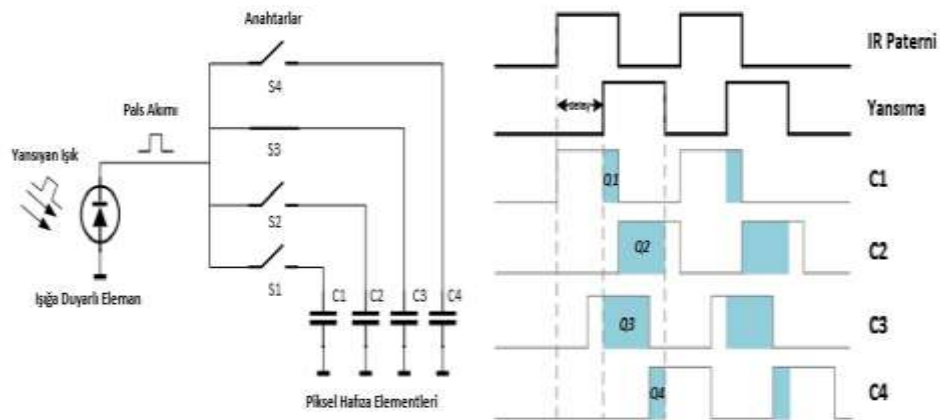 Anahtarlar
S4
Pals Akımı
S3
Yansıyan Işık
S2
S1
Işığa Duyarlı Eleman
C1 C2 C3 C4
Piksel Hafıza Elementleri
IR Paterni
delay
Yansıma
Q1
C1
Q2
C2
Q3
C3
Q4
C4